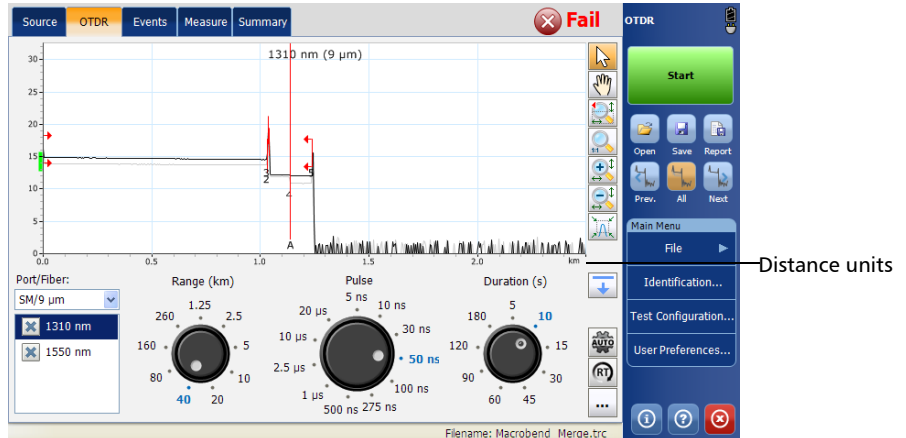 Source OTDR Events Measure Summary Fail
1310 nm (9 µm)
30
25
20
15
10
5
0
3
2
4
5
A
0.0 0.5 1.0 1.5 2.0 km
Port/Fiber:
SM/9 µm
1310 nm
1550 nm
Range (km)
1.25
260 2.5
160 5
80 10
40 20
Pulse
5 ns
20 µs 10 ns
10 µs 30 ns
2.5 µs 50 ns
1 µs 100 ns
500 ns 275 ns
Duration (s)
5
180 10
120 15
90 30
60 45
1:1
AUTO
RT
...
Filename: Macrobend_Merge.trc
OTDR
Start
Open Save Report
Prev. All Next
Main Menu
File
Identification...
Test Configuration...
User Preferences...
Distance units